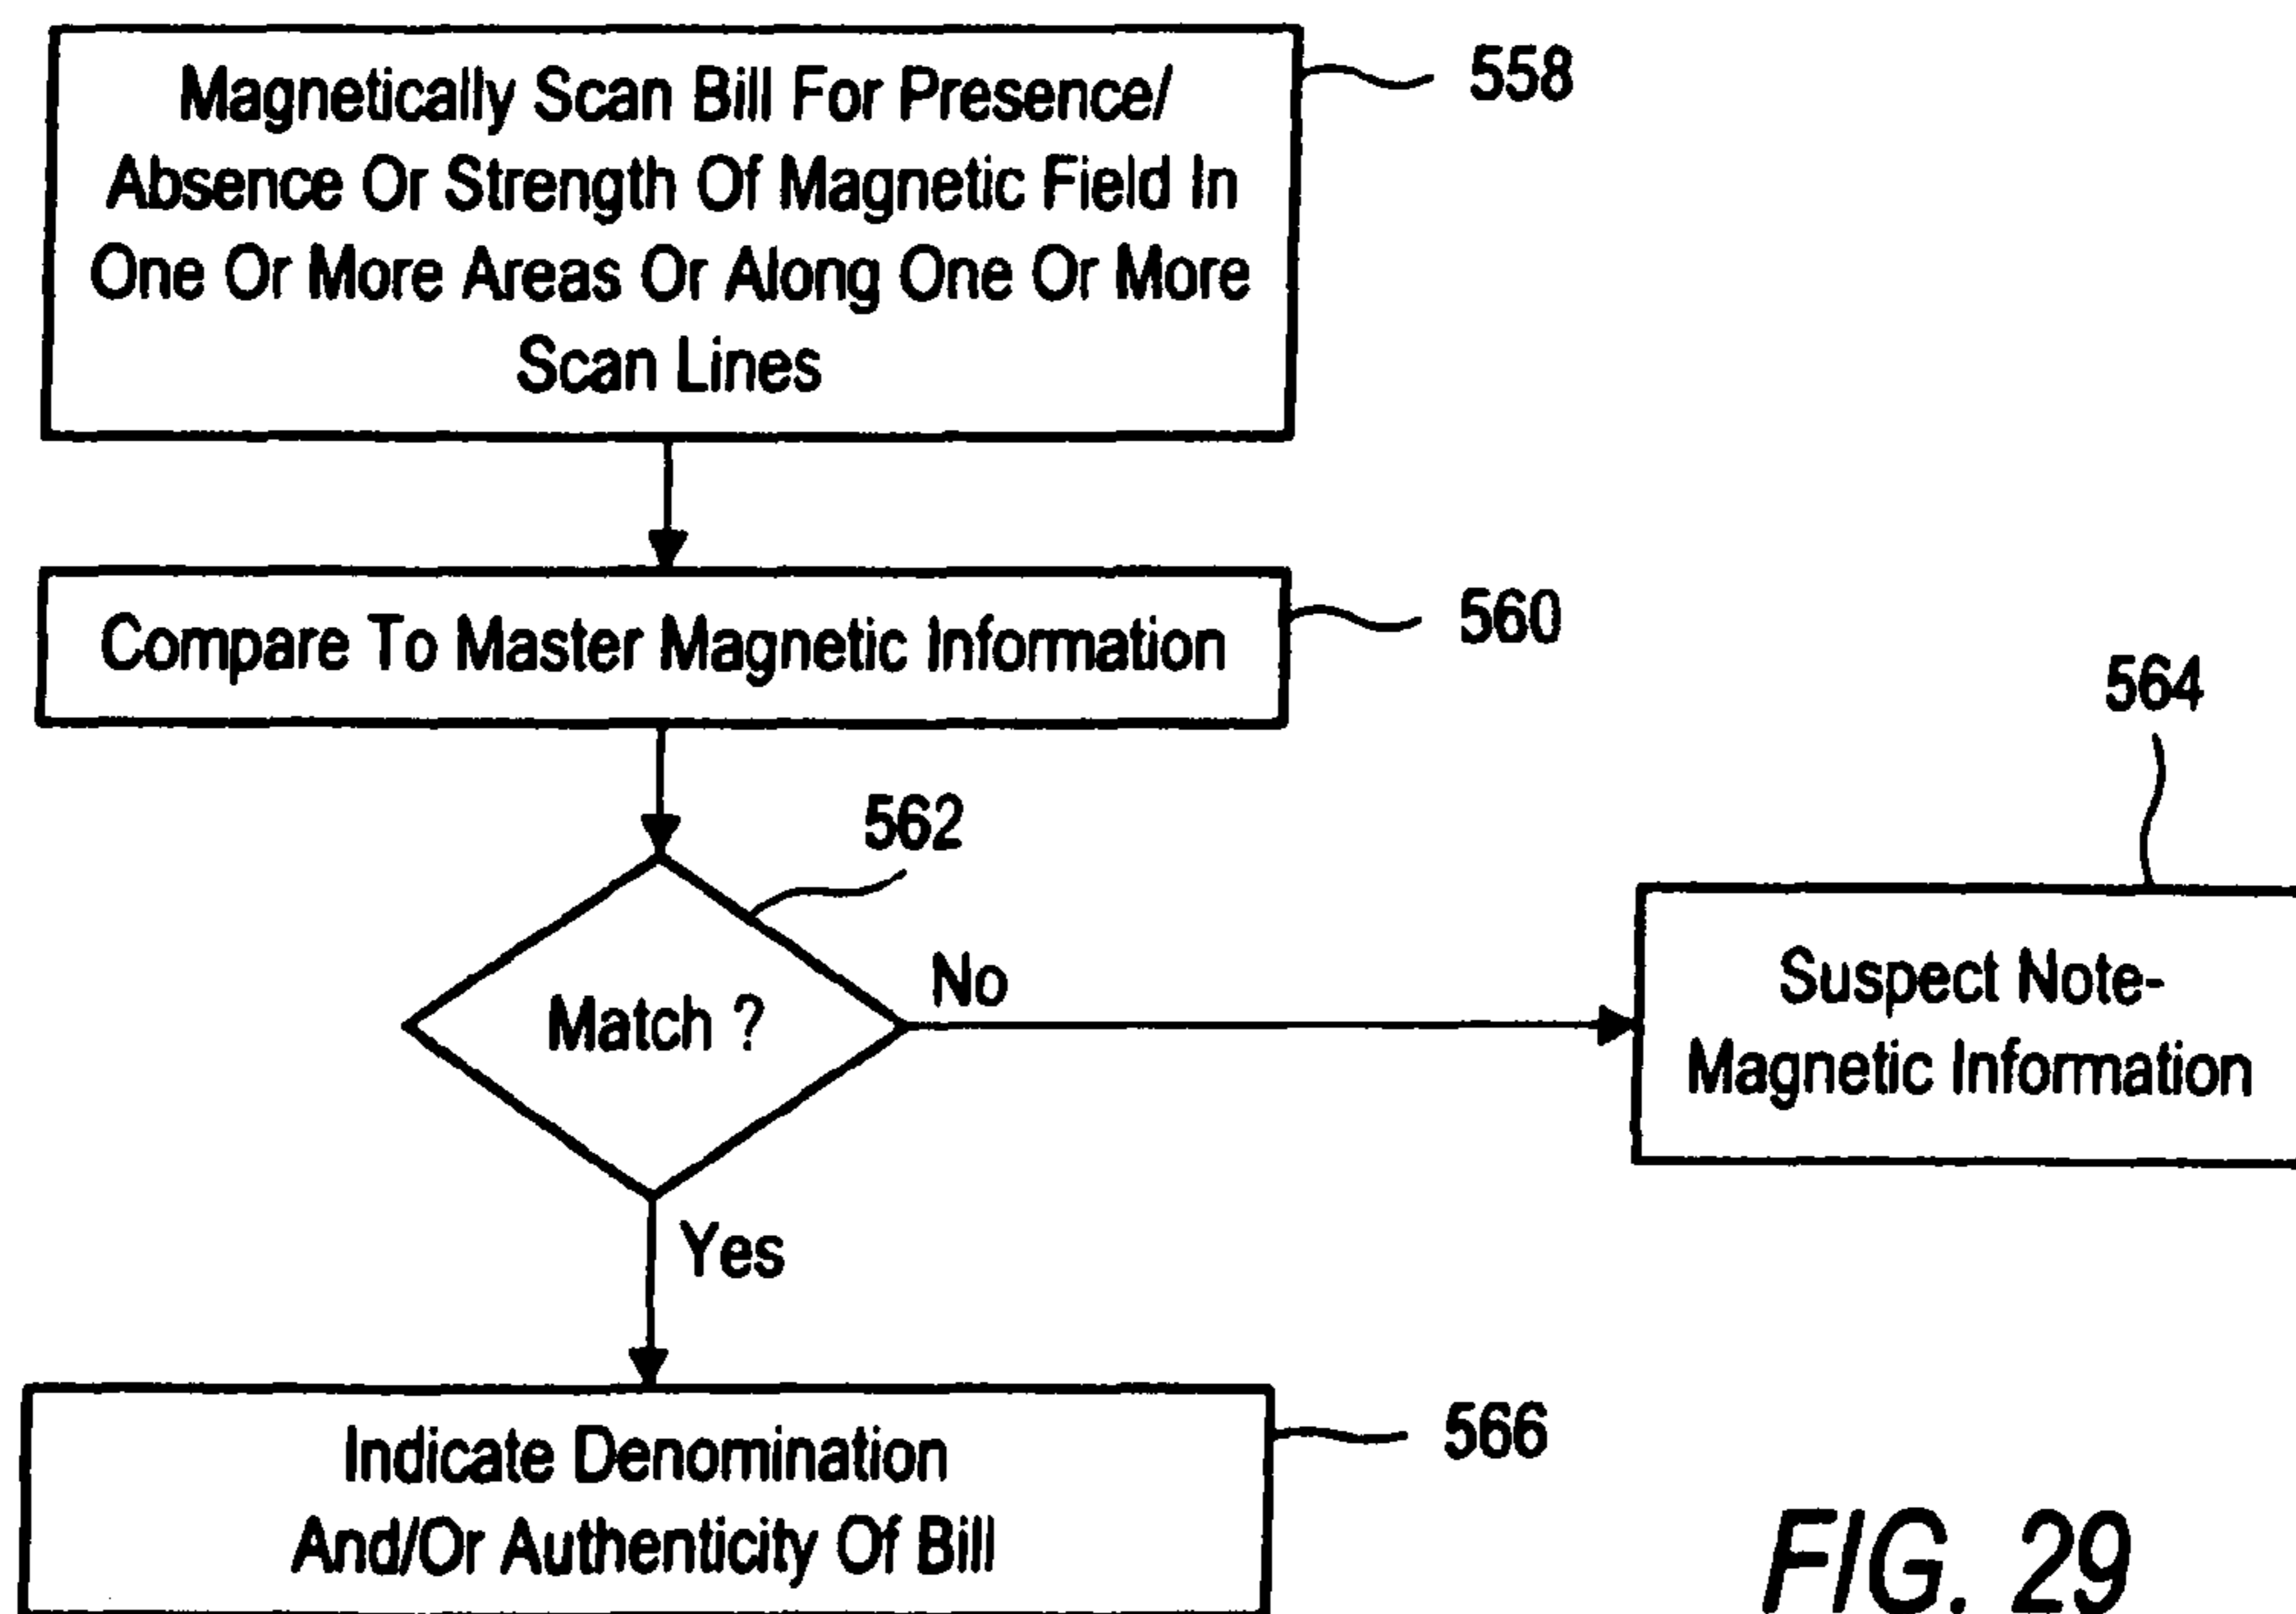 Magnetically Scan Bill For Presence/
Absence Or Strength Of Magnetic Field In
One Or More Areas Or Along One Or More
Scan Lines
558
Compare To Master Magnetic Information
560
562
564
Match ?
No
Suspect Note-
Magnetic Information
Yes
Indicate Denomination
And/Or Authenticity Of Bill
566
FIG. 29